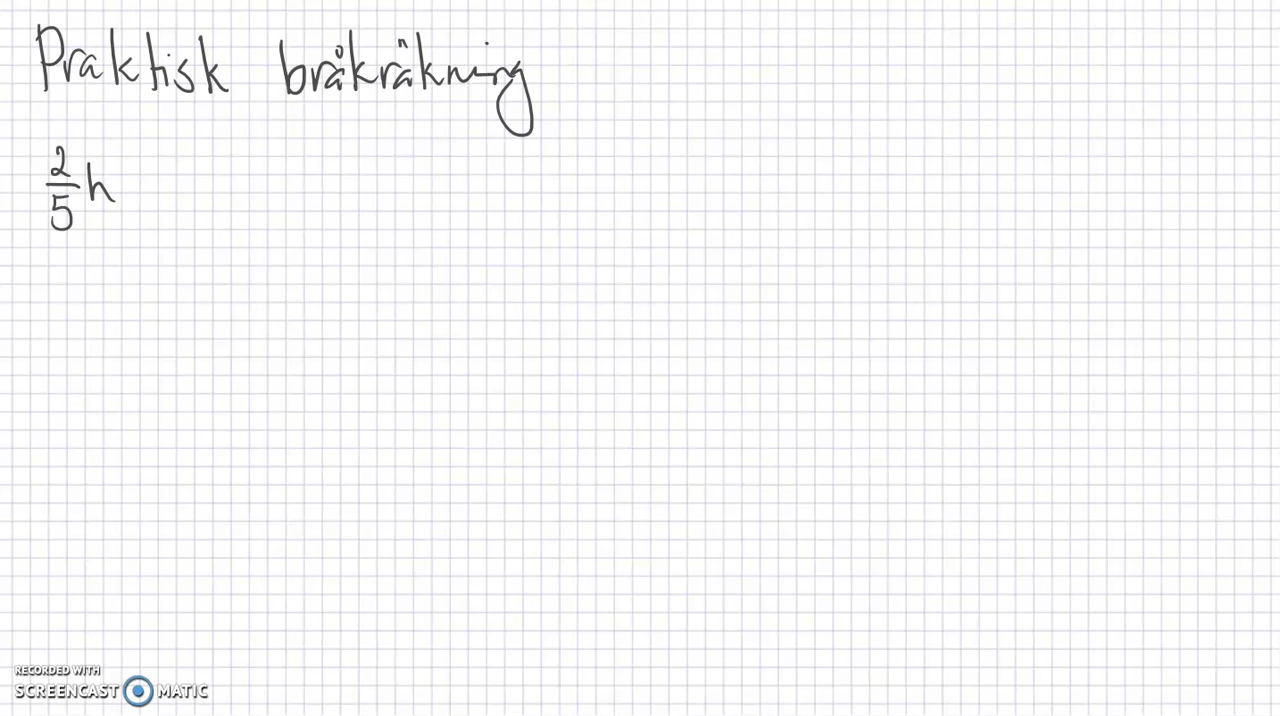 Praktisk bråkräkning
2/5 h
RECORDED WITH
SCREENCAST MATIC